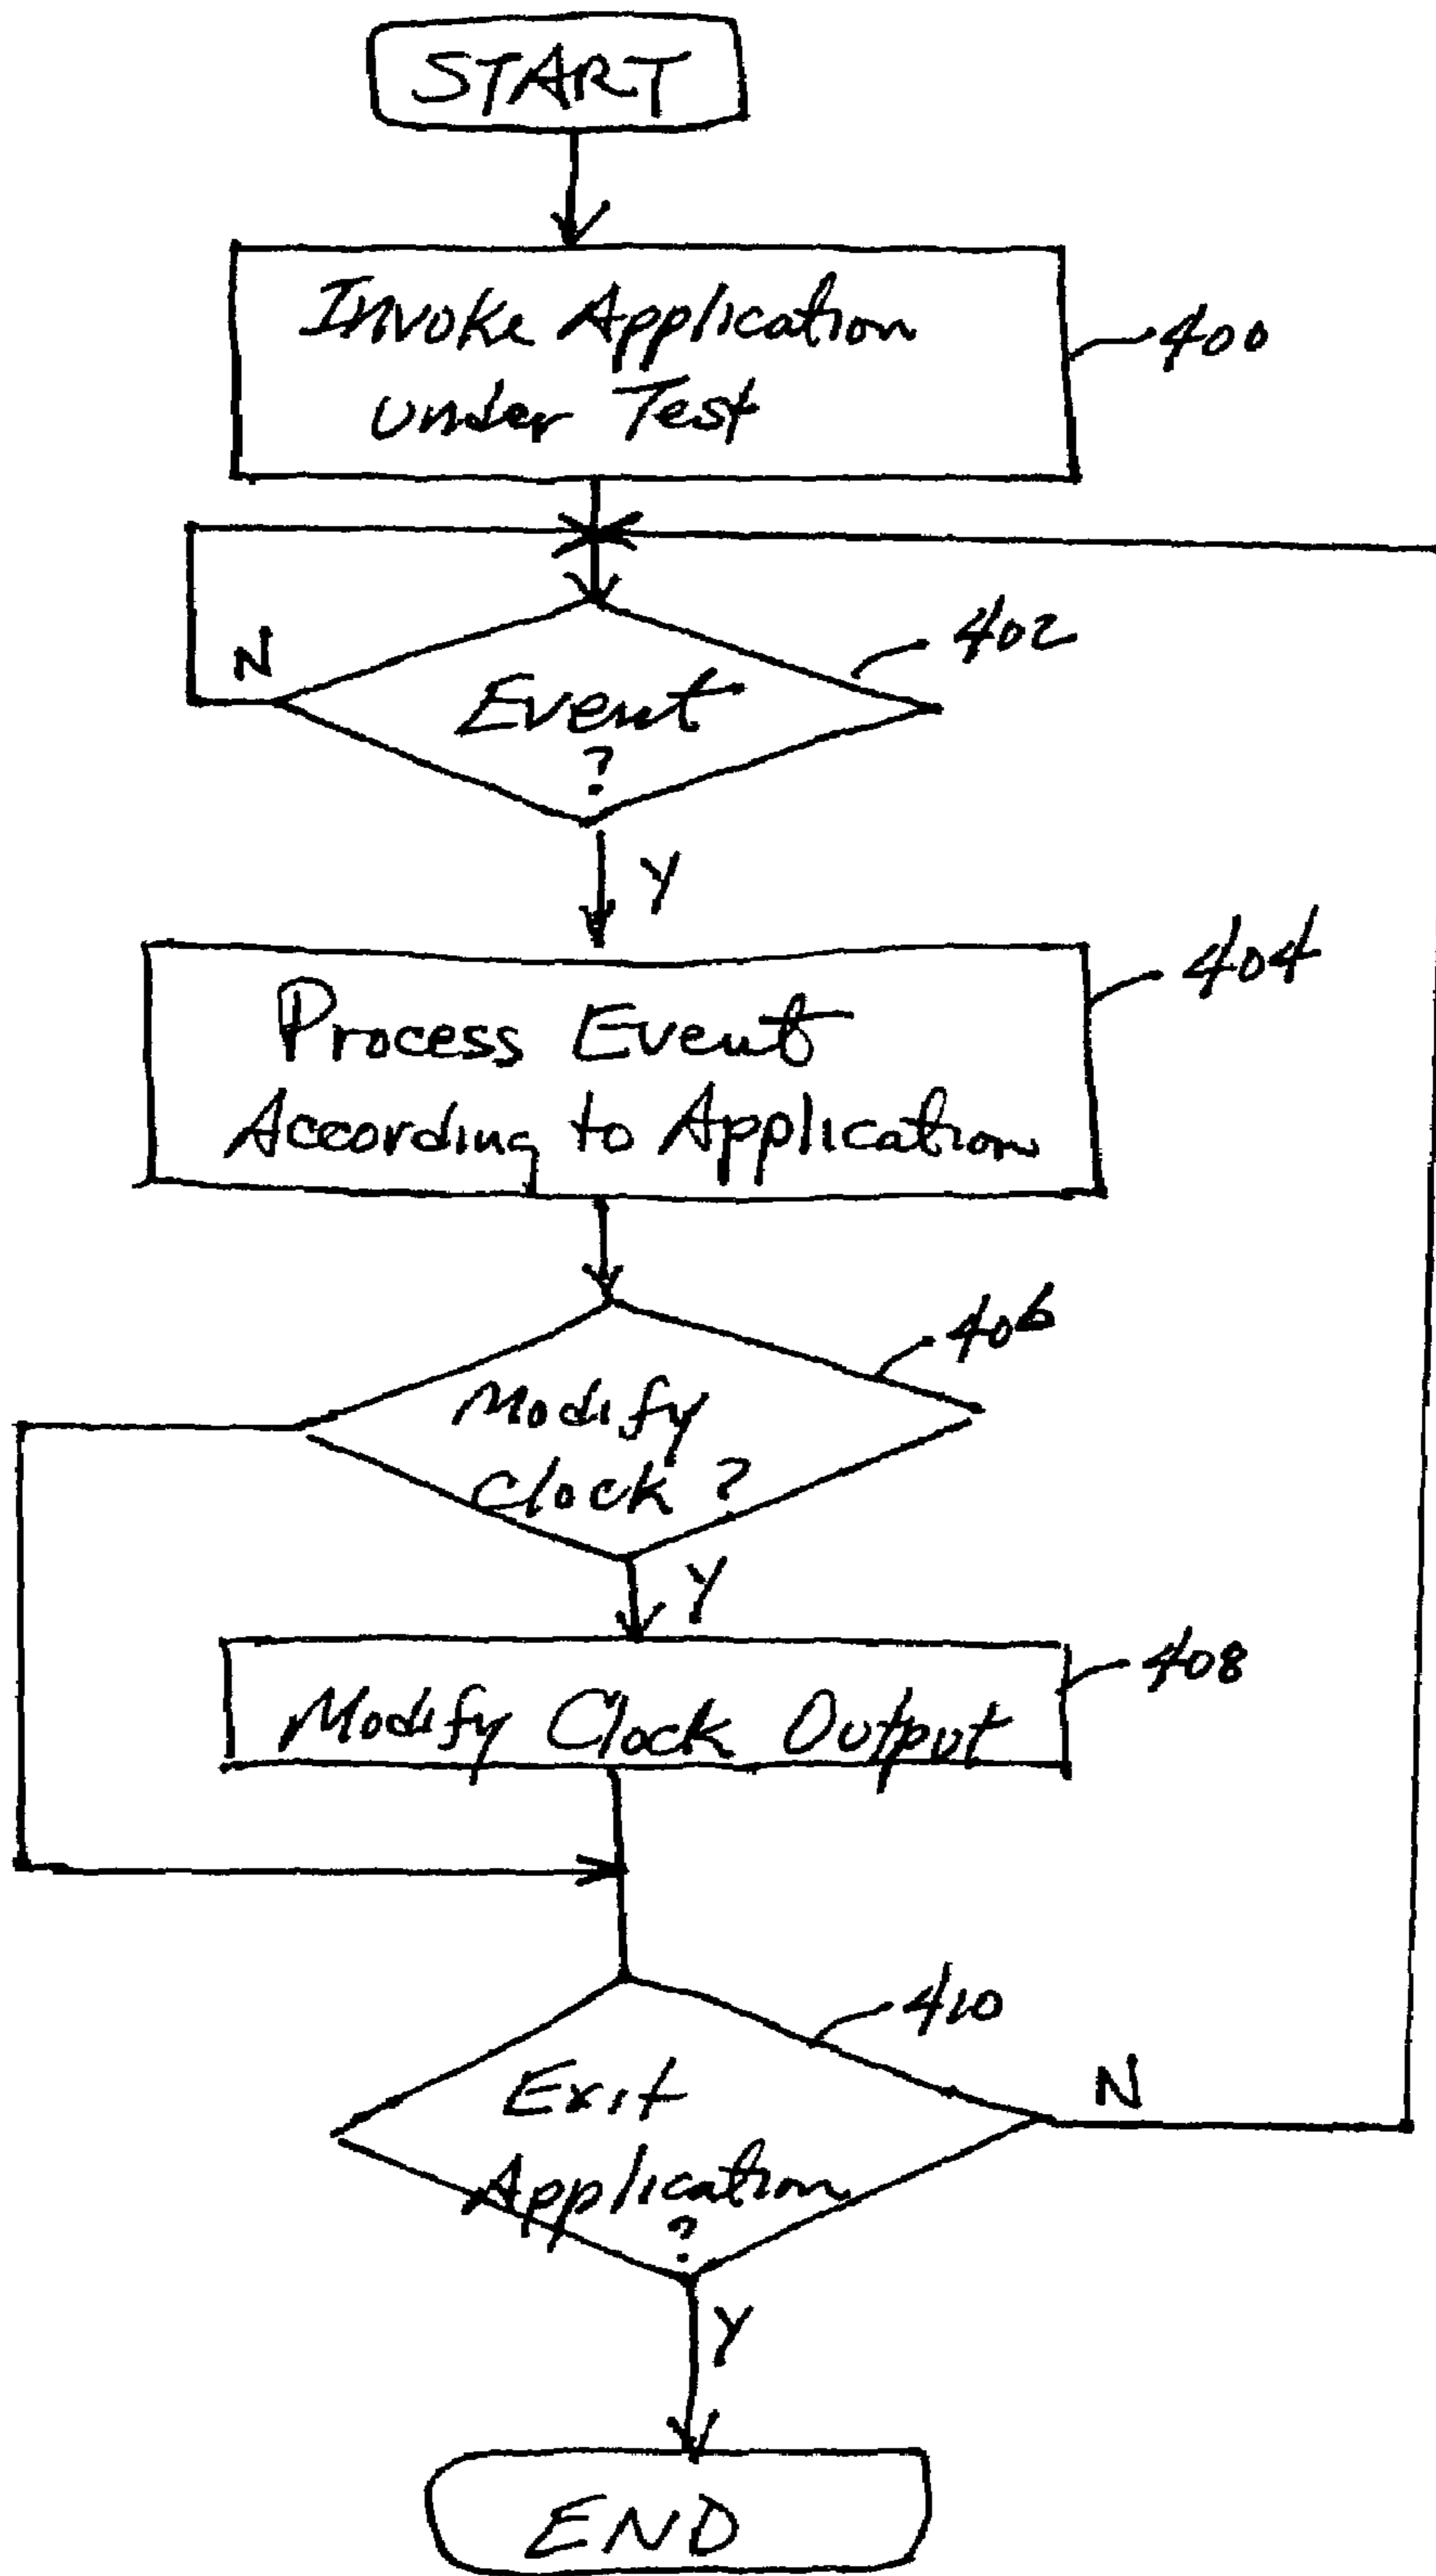 START
Invoke Application
under Test
400
402
N
Event
?
Y
404
Process Event
According to Application
406
Modify
Clock ?
Y
408
Modify Clock Output
410
Exit
N
Application
?
Y
END